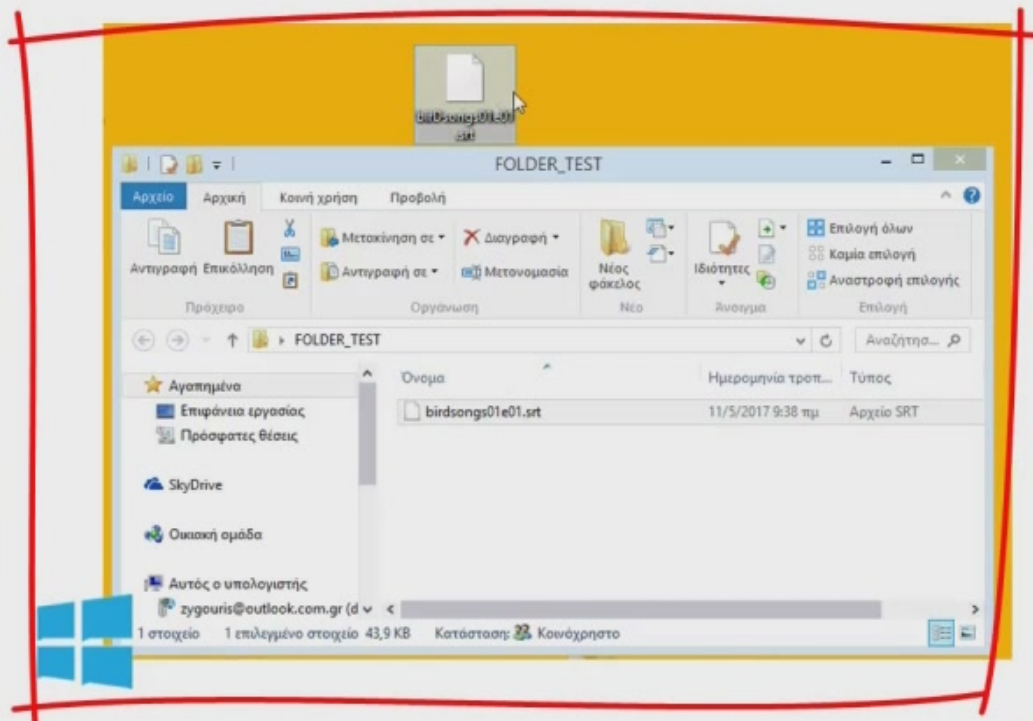 birDsongs01e01
.srt
FOLDER_TEST
Αρχείο Αρχική Κοινή χρήση Προβολή
Αντιγραφή Επικόλληση
Μετακίνηση σε
Αντιγραφή σε
Διαγραφή
Μετονομασία
Νέος
φάκελος
Ιδιότητες
Επιλογή όλων
Καμία επιλογή
Αναστροφή επιλογής
Πρόχειρο Οργάνωση Νέο Άνοιγμα Επιλογή
FOLDER_TEST Αναζήτησ...
Όνομα Ημερομηνία τροπ... Τύπος
birdsongs01e01.srt 11/5/2017 9:38 πμ Αρχείο SRT
Αγαπημένα
Επιφάνεια εργασίας
Πρόσφατες θέσεις
SkyDrive
Οικιακή ομάδα
Αυτός ο υπολογιστής
zygouris@outlook.com.gr (d
1 στοιχείο 1 επιλεγμένο στοιχείο 43,9 KB Κατάσταση: Κοινόχρηστο